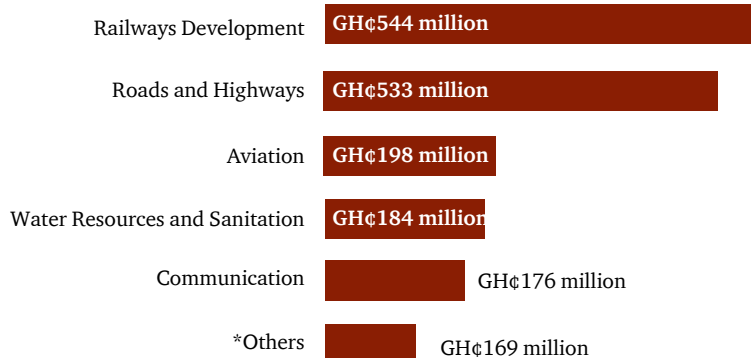 Railways Development GH¢544 million
Roads and Highways GH¢533 million
Aviation GH¢198 million
Water Resources and Sanitation GH¢184 million
Communication GH¢176 million
*Others GH¢169 million